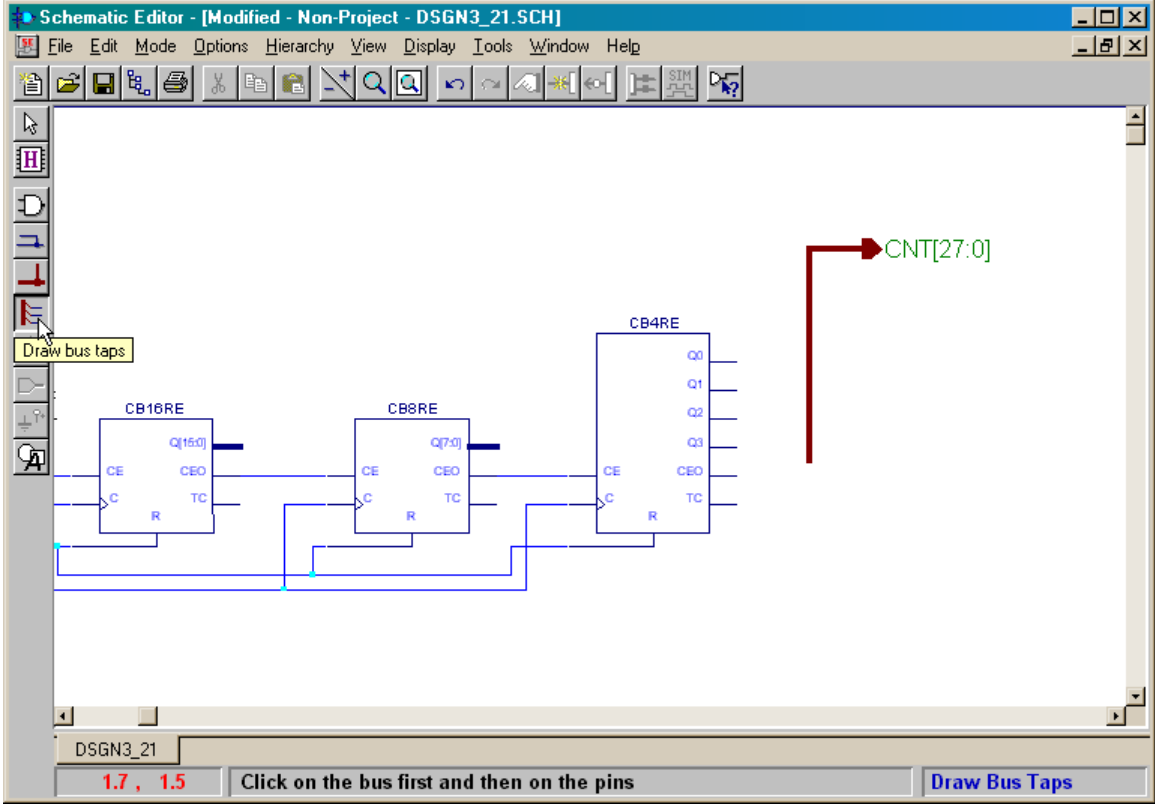 Schematic Editor - [Modified - Non-Project - DSGN3_21.SCH]
File Edit Mode Options Hierarchy View Display Tools Window Help
SIM
H
CNT[27:0]
CB4RE
Draw bus taps
Q0
Q1
CB16RE CB8RE Q2
Q[15:0] Q[7:0] Q3
CE CEO CE CEO CE CEO
C TC C TC C TC
R R R
A
DSGN3_21
1.7 , 1.5 Click on the bus first and then on the pins Draw Bus Taps